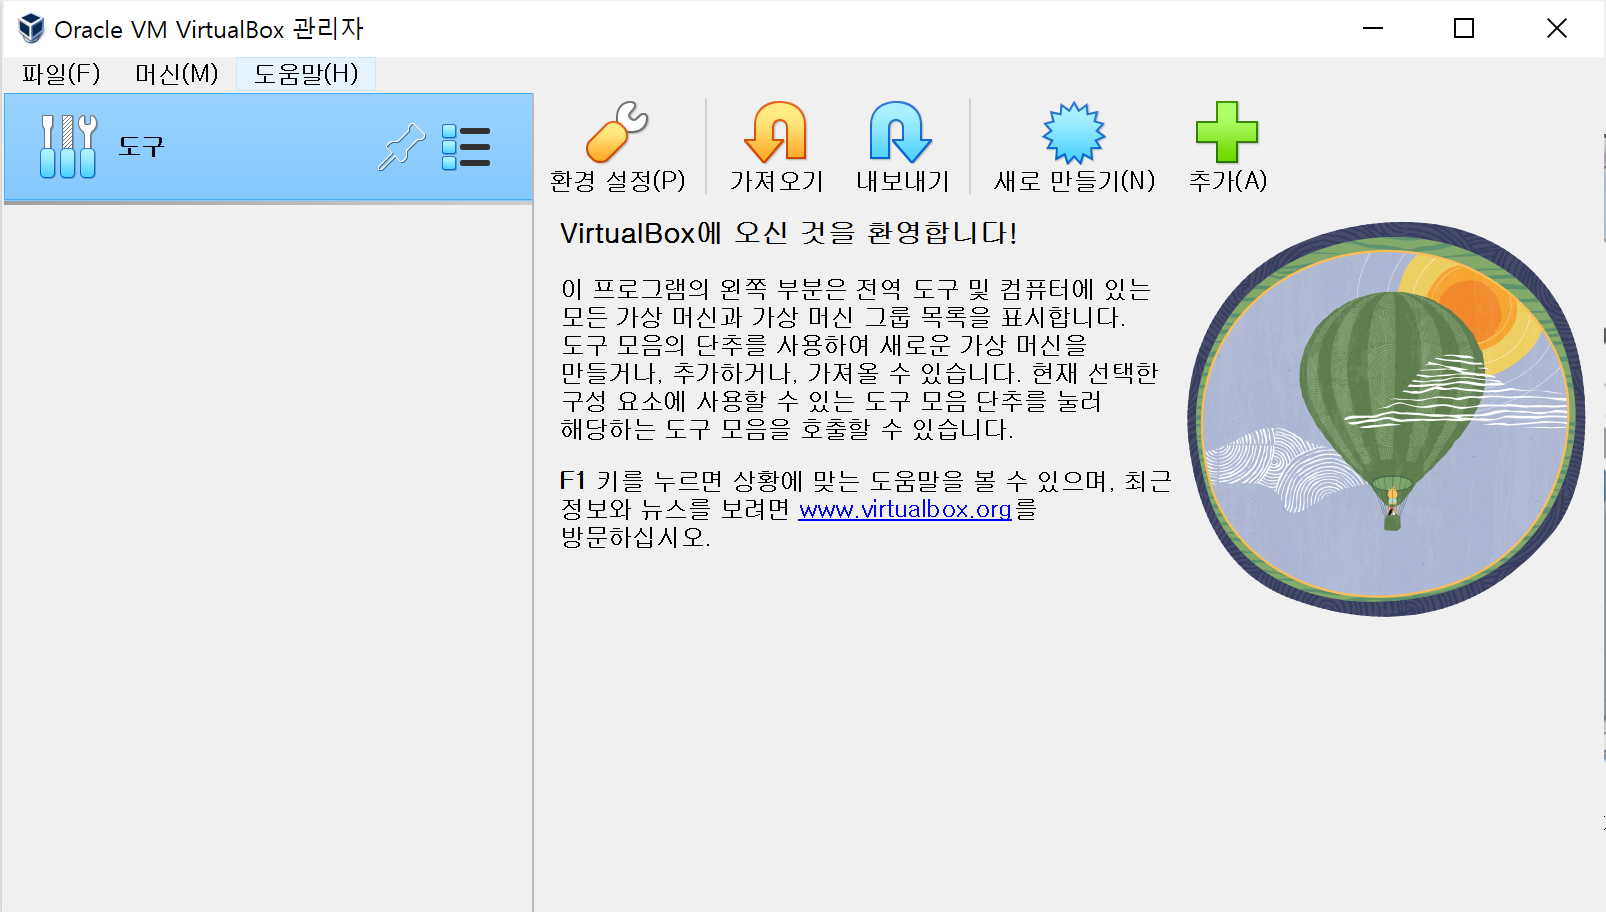 Oracle VM VirtualBox 관리자
파일(F) 머신(M) 도움말(H)
도구
환경 설정(P) 가져오기 내보내기 새로 만들기(N) 추가(A)
VirtualBox에 오신 것을 환영합니다!
이 프로그램의 왼쪽 부분은 전역 도구 및 컴퓨터에 있는
모든 가상 머신과 가상 머신 그룹 목록을 표시합니다.
도구 모음의 단추를 사용하여 새로운 가상 머신을
만들거나, 추가하거나, 가져올 수 있습니다. 현재 선택한
구성 요소에 사용할 수 있는 도구 모음 단추를 눌러
해당하는 도구 모음을 호출할 수 있습니다.
F1 키를 누르면 상황에 맞는 도움말을 볼 수 있으며, 최근
정보와 뉴스를 보려면 www.virtualbox.org를
방문하십시오.